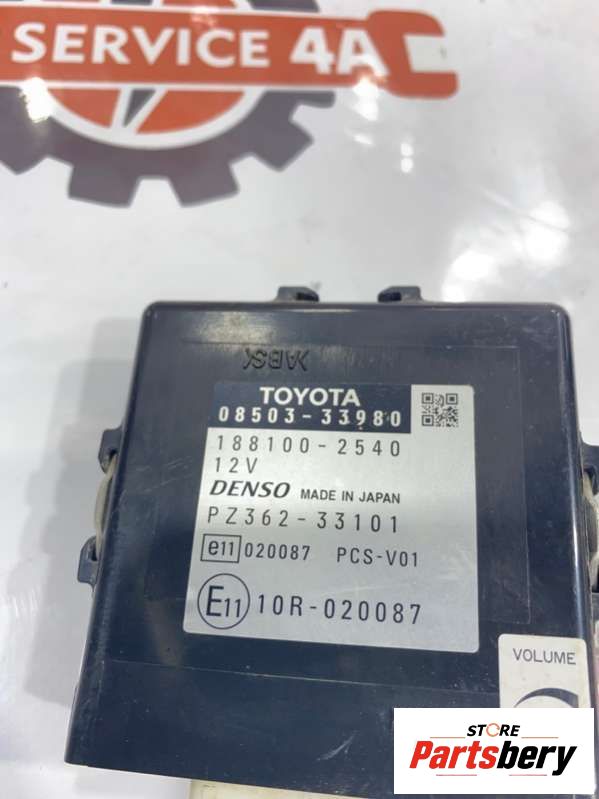 SERVICE 4A
>ABS<
TOYOTA
08503-33980
188100-2540
12V
DENSO MADE IN JAPAN
PZ362-33101
e11 020087 PCS-V01
E11 10R-020087
VOLUME
STORE
Partsbery